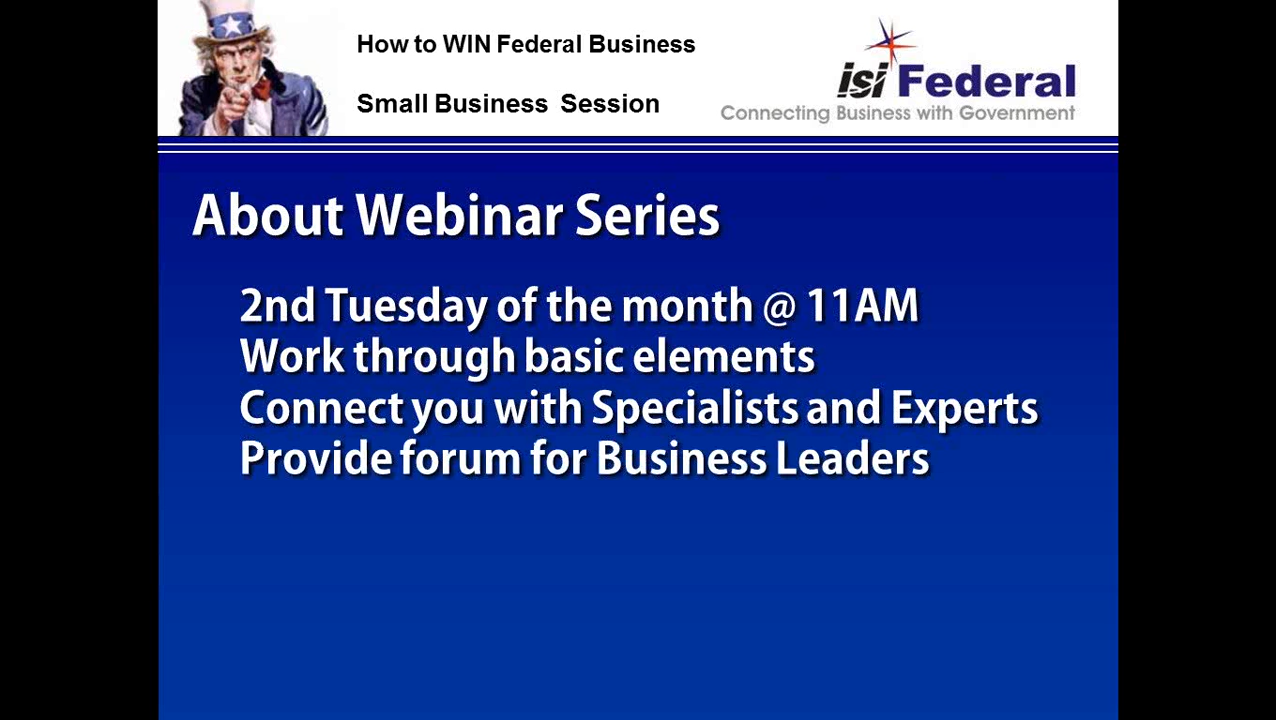 How to WIN Federal Business
Small Business Session
isi Federal
Connecting Business with Government
About Webinar Series
2nd Tuesday of the month @ 11AM
Work through basic elements
Connect you with Specialists and Experts
Provide forum for Business Leaders